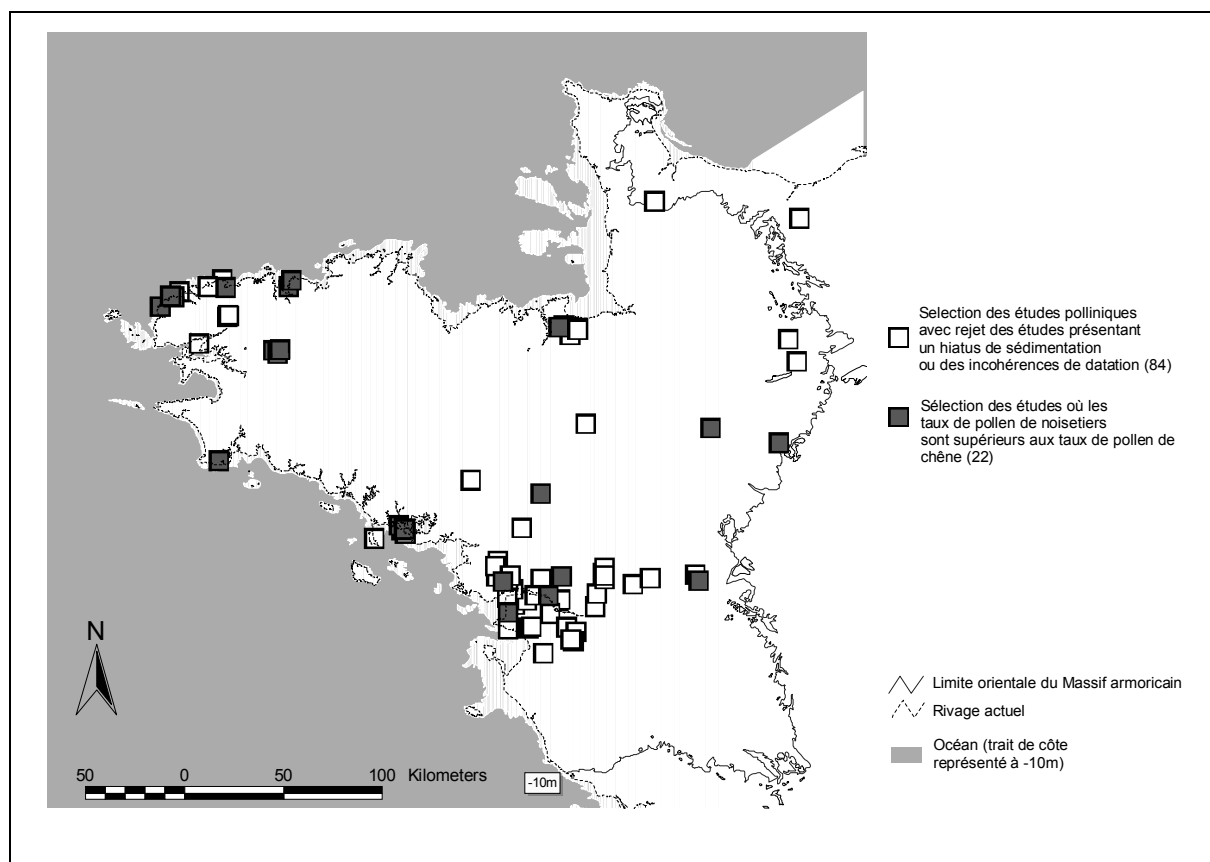 Selection des études polliniques
avec rejet des études présentant
un hiatus de sédimentation
ou des incohérences de datation (84)
Sélection des études où les
taux de pollen de noisetiers
sont supérieurs aux taux de pollen de
chêne (22)
N
Limite orientale du Massif armoricain
Rivage actuel
Océan (trait de côte
représenté à -10m)
50 0 50 100 Kilometers
-10m